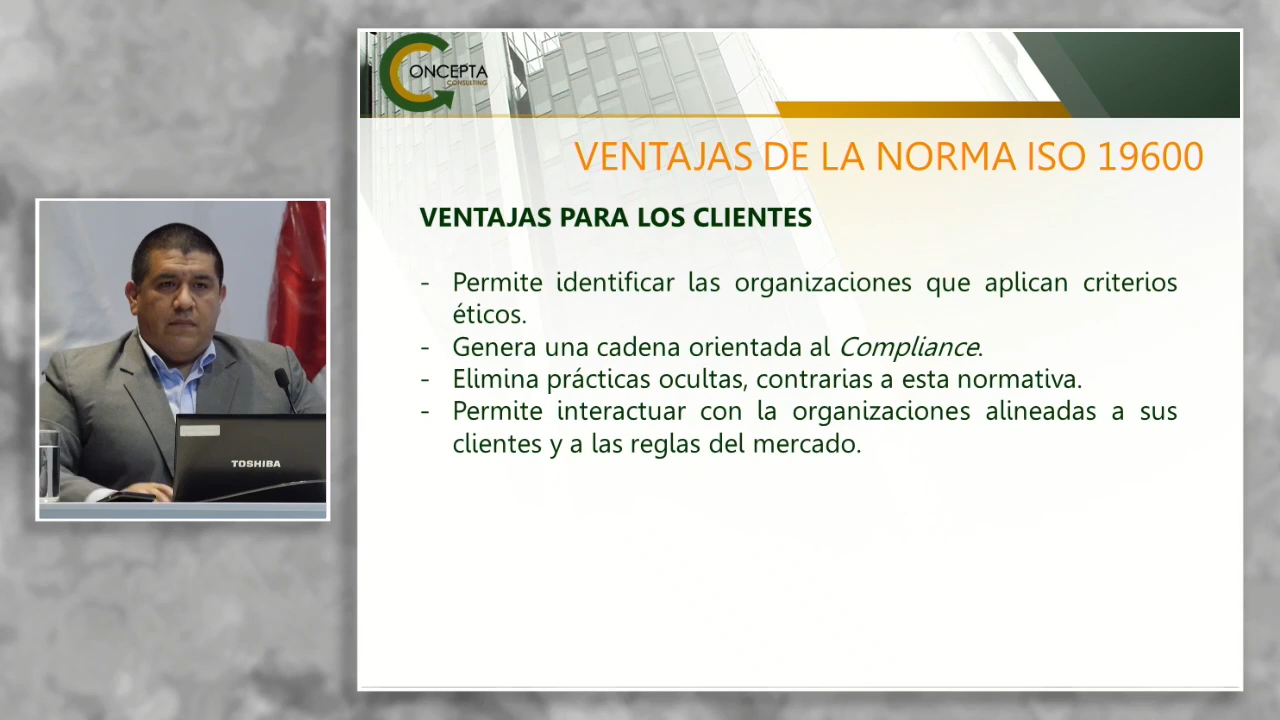 ONCEPTA
CONSULTING
VENTAJAS DE LA NORMA ISO 19600
VENTAJAS PARA LOS CLIENTES
- Permite identificar las organizaciones que aplican criterios
éticos.
- Genera una cadena orientada al Compliance.
- Elimina prácticas ocultas, contrarias a esta normativa.
- Permite interactuar con la organizaciones alineadas a sus
clientes y a las reglas del mercado.
TOSHIBA